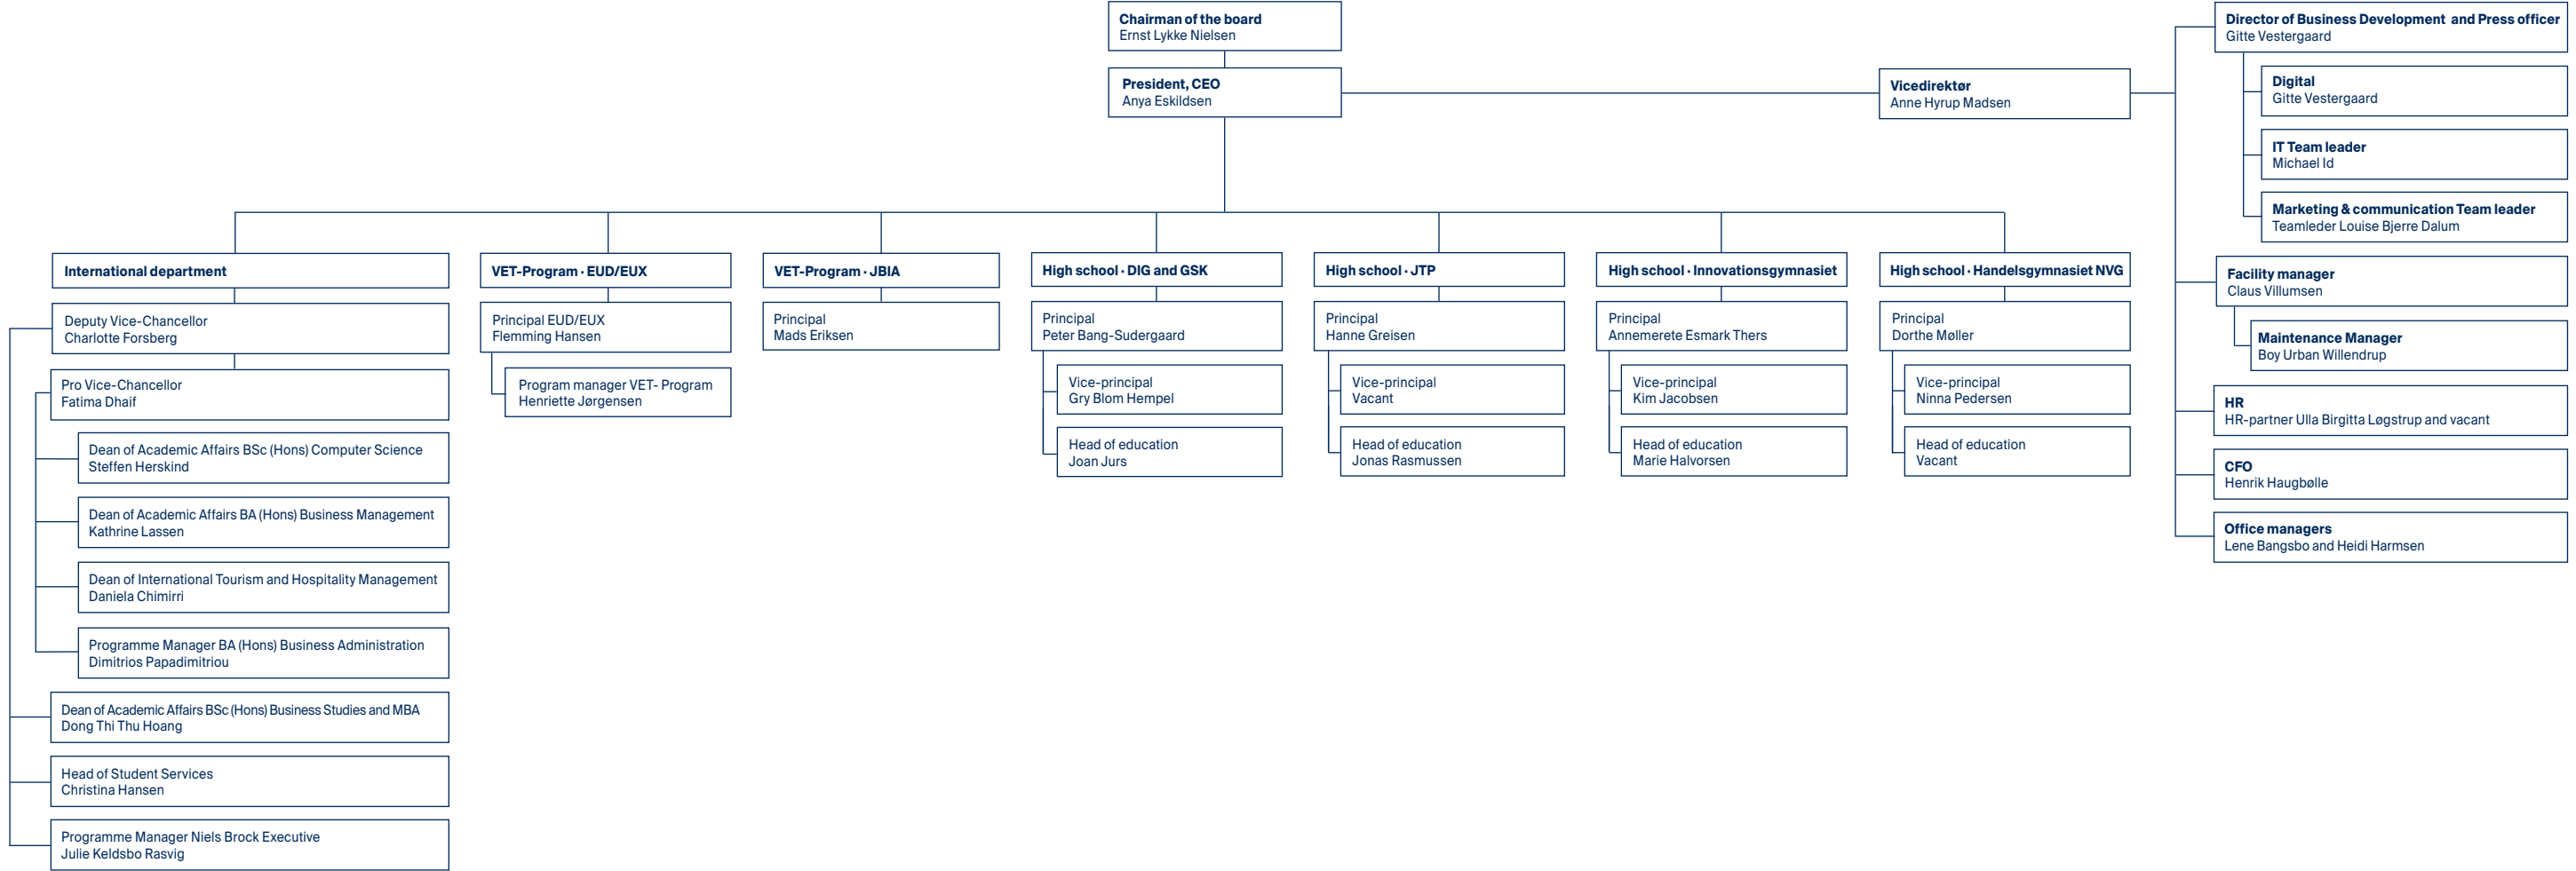 Chairman of the board
Ernst Lykke Nielsen
President, CEO
Anya Eskildsen
Vicedirektør
Anne Hyrup Madsen
Director of Business Development and Press officer
Gitte Vestergaard
Digital
Gitte Vestergaard
IT Team leader
Michael Id
Marketing & communication Team leader
Teamleder Louise Bjerre Dalum
Facility manager
Claus Villumsen
Maintenance Manager
Boy Urban Willendrup
HR
HR-partner Ulla Birgitta Løgstrup and vacant
CFO
Henrik Haugbølle
Office managers
Lene Bangsbo and Heidi Harmsen
International department
Deputy Vice-Chancellor
Charlotte Forsberg
Pro Vice-Chancellor
Fatima Dhaif
Dean of Academic Affairs BSc (Hons) Computer Science
Steffen Herskind
Dean of Academic Affairs BA (Hons) Business Management
Kathrine Lassen
Dean of International Tourism and Hospitality Management
Daniela Chimirri
Programme Manager BA (Hons) Business Administration
Dimitrios Papadimitriou
Dean of Academic Affairs BSc (Hons) Business Studies and MBA
Dong Thi Thu Hoang
Head of Student Services
Christina Hansen
Programme Manager Niels Brock Executive
Julie Keldsbo Rasvig
VET-Program · EUD/EUX
Principal EUD/EUX
Flemming Hansen
Program manager VET- Program
Henriette Jørgensen
VET-Program · JBIA
Principal
Mads Eriksen
High school · DIG and GSK
Principal
Peter Bang-Sudergaard
Vice-principal
Gry Blom Hempel
Head of education
Joan Jurs
High school · JTP
Principal
Hanne Greisen
Vice-principal
Vacant
Head of education
Jonas Rasmussen
High school · Innovationsgymnasiet
Principal
Annemerete Esmark Thers
Vice-principal
Kim Jacobsen
Head of education
Marie Halvorsen
High school · Handelsgymnasiet NVG
Principal
Dorthe Møller
Vice-principal
Ninna Pedersen
Head of education
Vacant